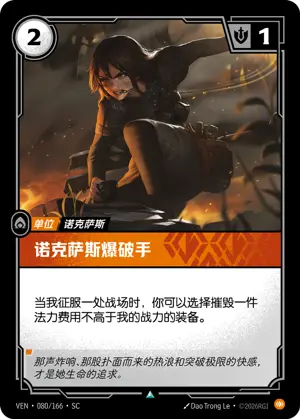 2
1
单位 诺克萨斯
诺克萨斯爆破手
当我征服一处战场时，你可以选择摧毁一件
法力费用不高于我的战力的装备。
那声炸响、那股扑面而来的热浪和突破极限的快感，
才是她生命的追求。
VEN • 080/166 • SC
Dao Trong Le
©2026RGI